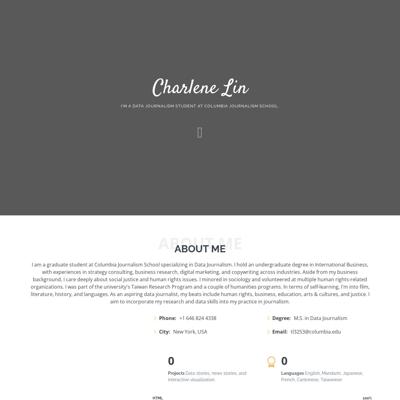 Charlene Lin
I'M A DATA JOURNALISM STUDENT AT COLUMBIA JOURNALISM SCHOOL.
ABOUT ME
ABOUT ME
I am a graduate student at Columbia Journalism School specializing in Data Journalism. I hold an undergraduate degree in International Business,
with experiences in strategy consulting, business research, digital marketing, and copywriting across industries. Aside from my business
background, I care deeply about social justice and human rights issues. I minored in sociology and volunteered at multiple human rights-related
organizations. I was part of the university's Taiwan Research Program and a couple of humanities programs. In terms of self-learning, I'm into film,
literature, history, and languages. As an aspiring data journalist, my beats include human rights, business, education, arts & cultures, and justice. I
aim to incorporate my research and data skills into my practice in journalism.
Phone: +1 646 824 4338
Degree: M.S. in Data Journalism
City: New York, USA
Email: tl3253@columbia.edu
0
Projects Data stories, news stories, and
interactive visualization.
0
Languages English, Mandarin, Japanese,
French, Cantonese, Taiwanese
HTML
100%